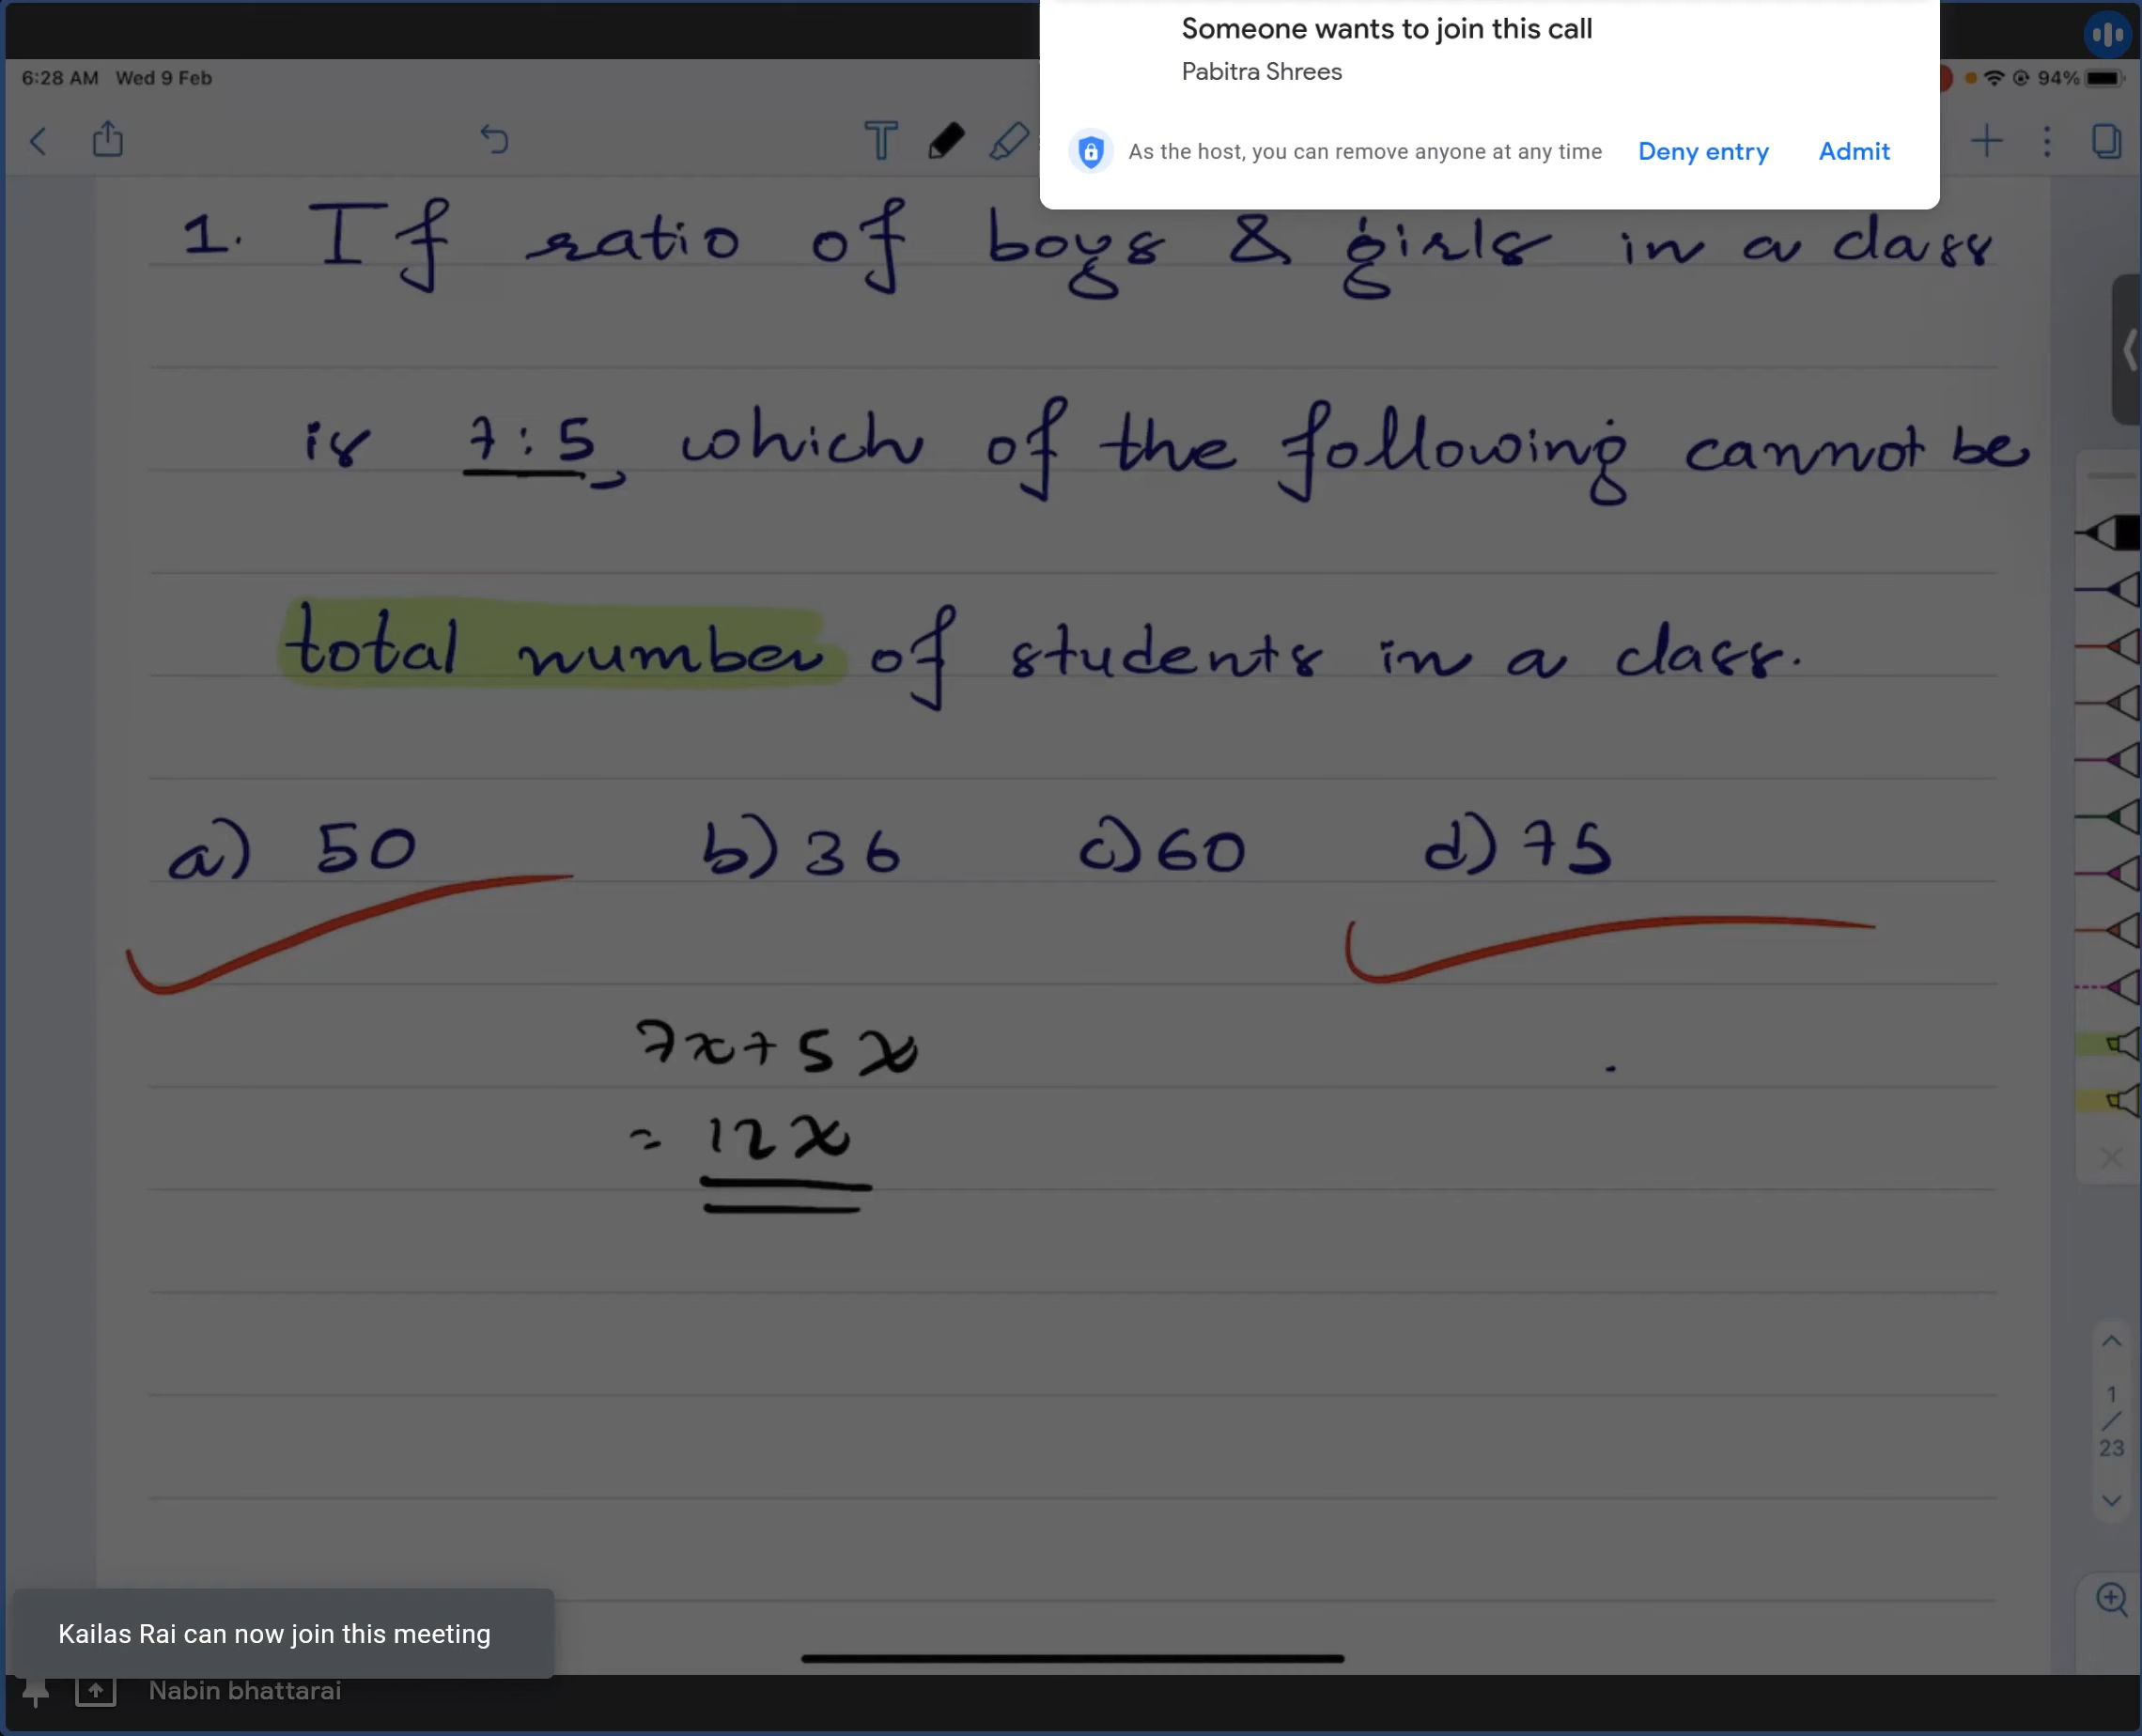 Someone wants to join this call
Pabitra Shrees
As the host, you can remove anyone at any time Deny entry Admit
6:28 AM Wed 9 Feb
94%
T
1. If ratio of boys & girls in a class
is 7:5, which of the following cannot be
total number of students in a class.
a) 50 b) 36 c) 60 d) 75
7x+5x
= 12x
1
/
23
Kailas Rai can now join this meeting
Nabin bhattarai